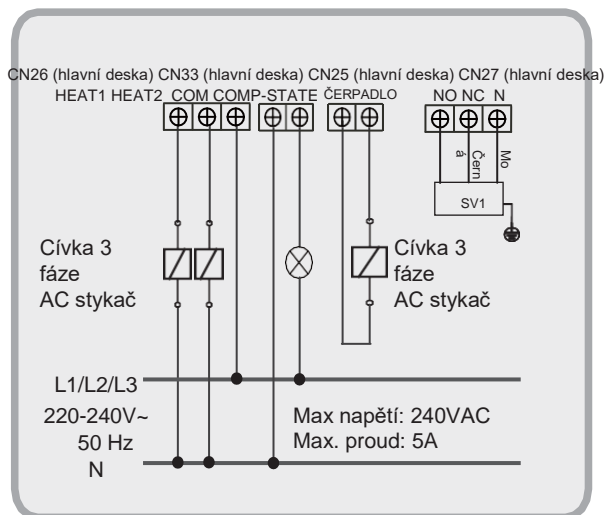 CN26 (hlavní deska) CN33 (hlavní deska) CN25 (hlavní deska) CN27 (hlavní deska)
HEAT1 HEAT2 COM COMP-STATE ČERPADLO NO NC N
á
Čern
Mo
SV1
Cívka 3
fáze
AC stykač
Cívka 3
fáze
AC stykač
L1/L2/L3
220-240V~
50 Hz
N
Max napětí: 240VAC
Max. proud: 5A